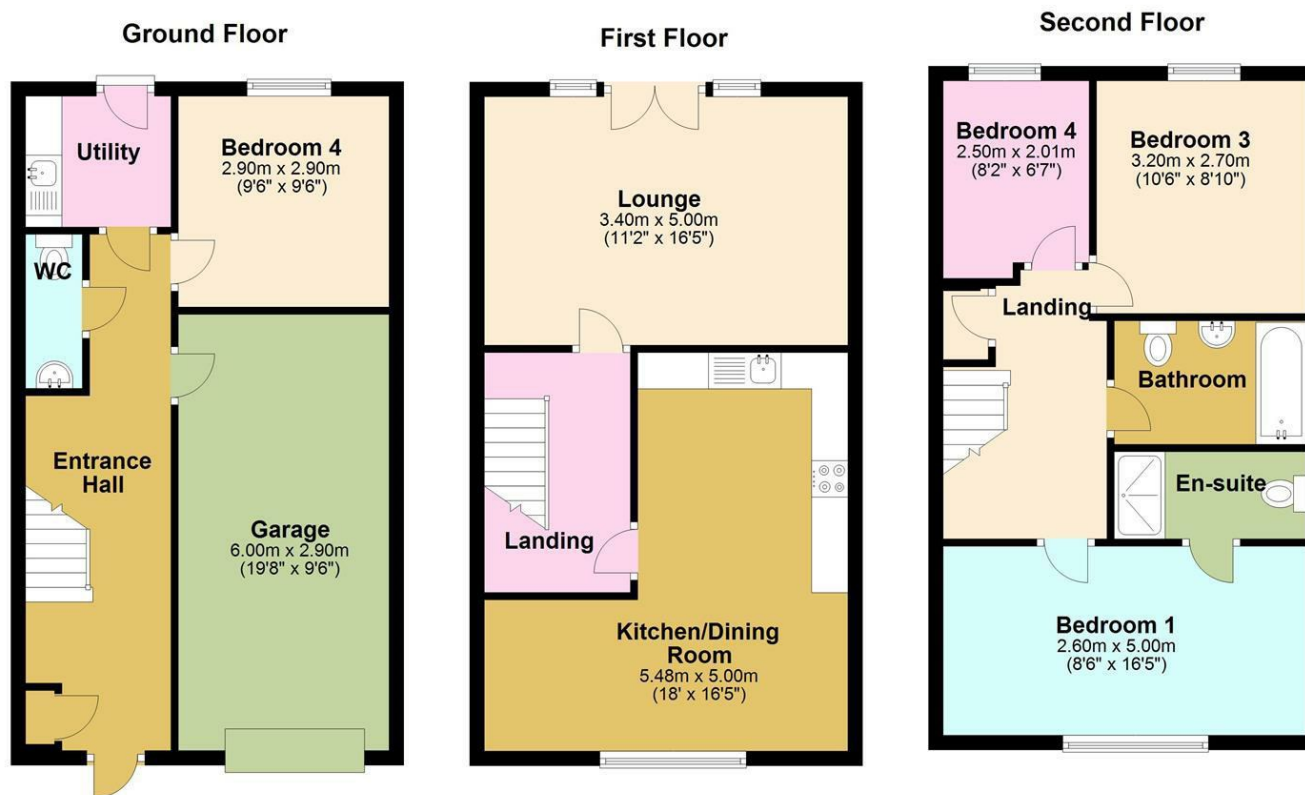 Ground Floor
Utility
Bedroom 4
2.90m x 2.90m
(9'6" x 9'6")
WC
Entrance
Hall
Garage
6.00m x 2.90m
(19'8" x 9'6")
First Floor
Lounge
3.40m x 5.00m
(11'2" x 16'5")
Landing
Kitchen/Dining
Room
5.48m x 5.00m
(18' x 16'5")
Second Floor
Bedroom 4
2.50m x 2.01m
(8'2" x 6'7")
Bedroom 3
3.20m x 2.70m
(10'6" x 8'10")
Landing
Bathroom
En-suite
Bedroom 1
2.60m x 5.00m
(8'6" x 16'5")